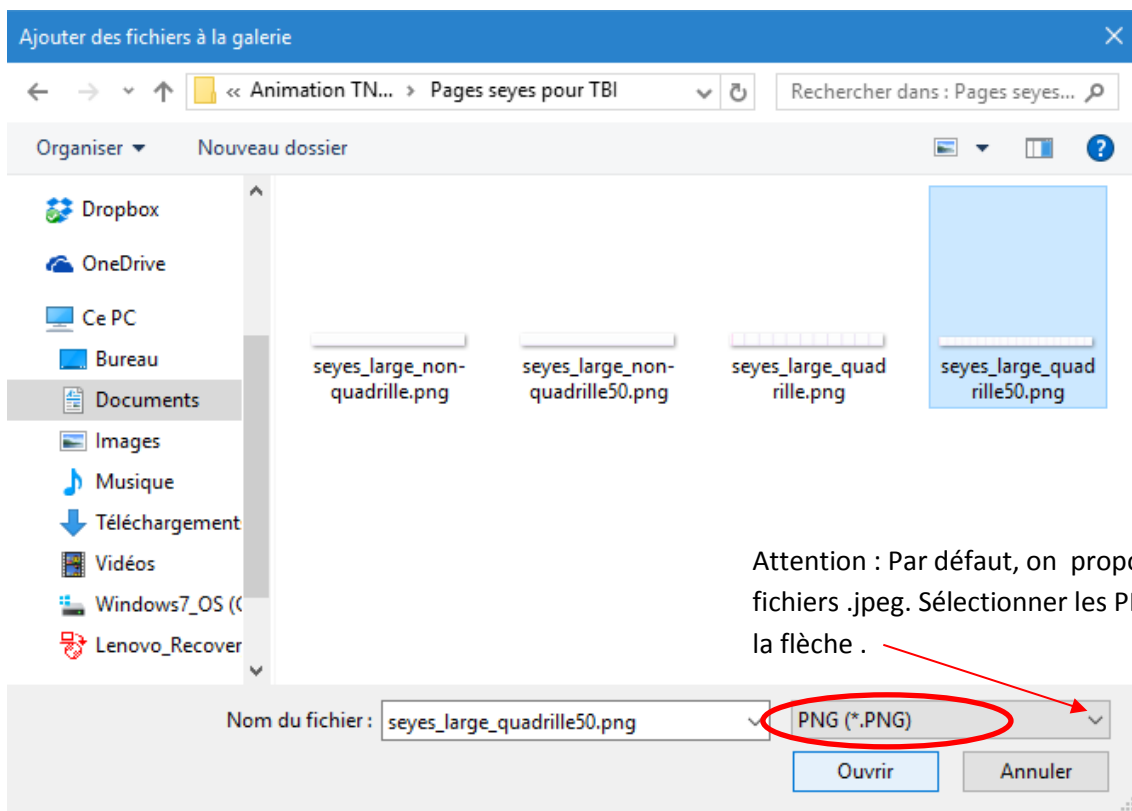 Ajouter des fichiers à la galerie
« Animation TN... > Pages seyes pour TBI
Rechercher dans : Pages seyes...
Organiser
Nouveau dossier
Dropbox
OneDrive
Ce PC
Bureau
Documents
Images
Musique
Téléchargement
Vidéos
Windows7_OS (C
Lenovo_Recover
seyes_large_non-
quadrille.png
seyes_large_non-
quadrille50.png
seyes_large_quad
rille.png
seyes_large_quad
rille50.png
Attention : Par défaut, on propo
fichiers .jpeg. Sélectionner les P
la flèche .
Nom du fichier : seyes_large_quadrille50.png
PNG (*.PNG)
Ouvrir
Annuler